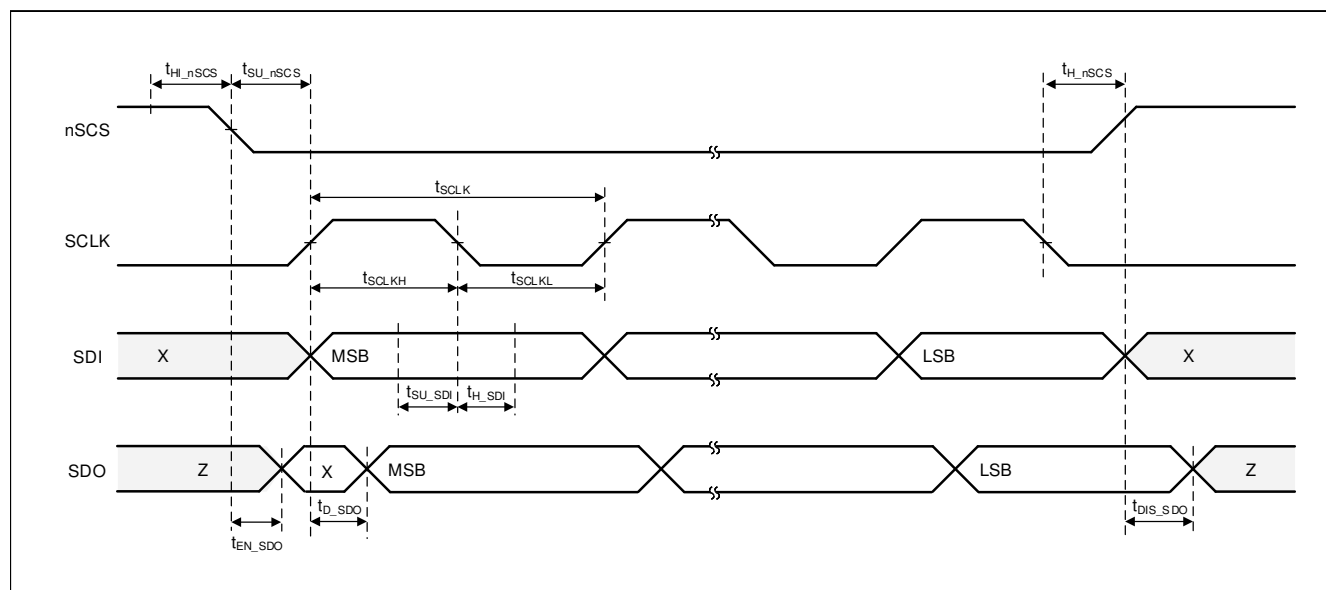 tHI_nSCS tSU_nSCS tH_nSCS
nSCS
tSCLK
SCLK
tSCLKH tSCLKL
SDI X MSB LSB X
tSU_SDI tH_SDI
SDO Z X MSB LSB Z
tD_SDO tDIS_SDO
tEN_SDO